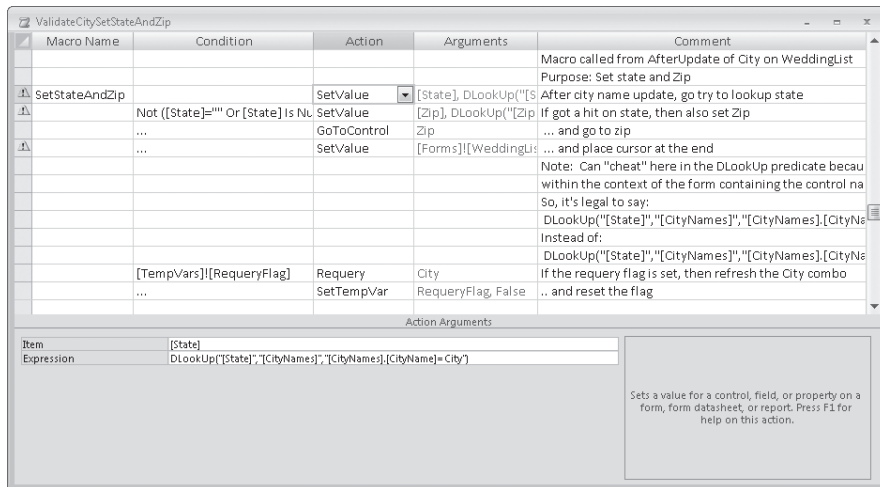 ValidateCitySetStateAndZip
Macro Name Condition Action Arguments Comment
Macro called from AfterUpdate of City on WeddingList
Purpose: Set state and Zip
SetStateAndZip SetValue [State], DLookUp("[S After city name update, go try to lookup state
Not ([State]="" Or [State] Is Nu SetValue [Zip], DLookUp("[Zip If got a hit on state, then also set Zip
... GoToControl Zip ... and go to zip
... SetValue [Forms]![WeddingLis ... and place cursor at the end
Note: Can "cheat" here in the DLookUp predicate becau
within the context of the form containing the control na
So, it's legal to say:
DLookUp("[State]","[CityNames]","[CityNames].[CityNa
Instead of:
DLookUp("[State]","[CityNames]","[CityNames].[CityNa
[TempVars]![RequeryFlag] Requery City If the requery flag is set, then refresh the City combo
... SetTempVar RequeryFlag, False .. and reset the flag
Action Arguments
Item [State]
Expression DLookUp("[State]","[CityNames]","[CityNames].[CityName]= City")
Sets a value for a control, field, or property on a
form, form datasheet, or report. Press F1 for
help on this action.